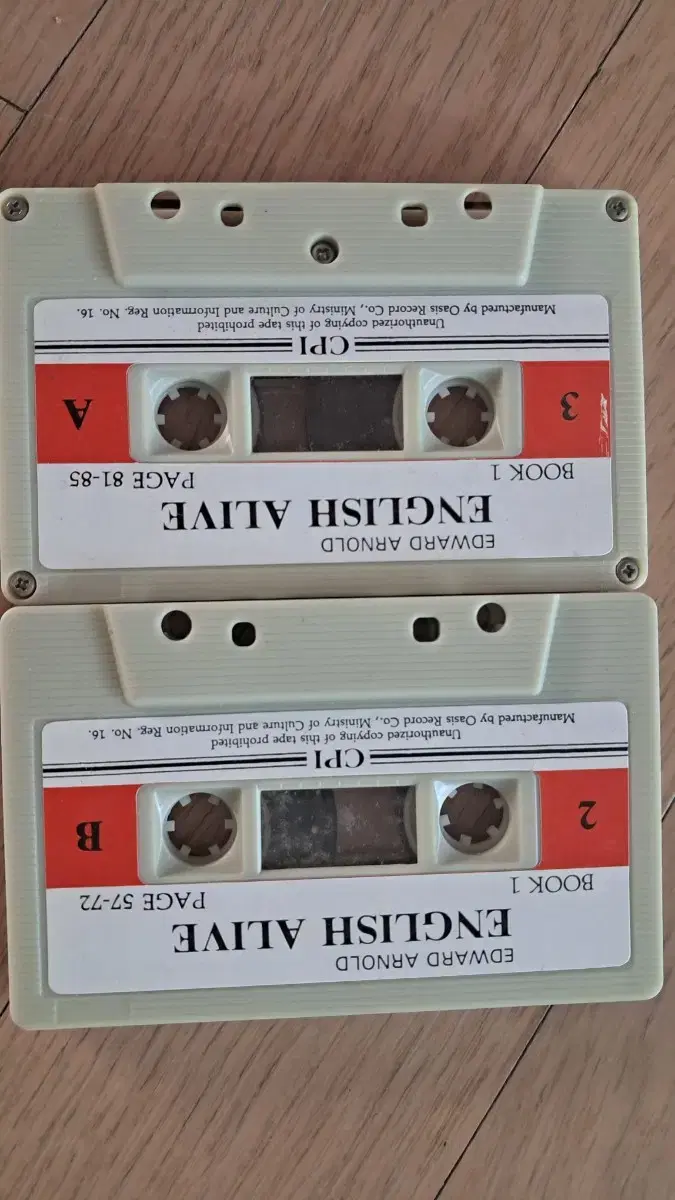 EDWARD ARNOLD
ENGLISH ALIVE
BOOK 1 PAGE 81-85
3 A
CPI
Unauthorized copying of this tape prohibited
Manufactured by Oasis Record Co,, Ministry of Culture and Information Reg. No. 16.
EDWARD ARNOLD
ENGLISH ALIVE
BOOK 1 PAGE 57-72
2 B
CPI
Unauthorized copying of this tape prohibited
Manufactured by Oasis Record Co,, Ministry of Culture and Information Reg. No. 16.